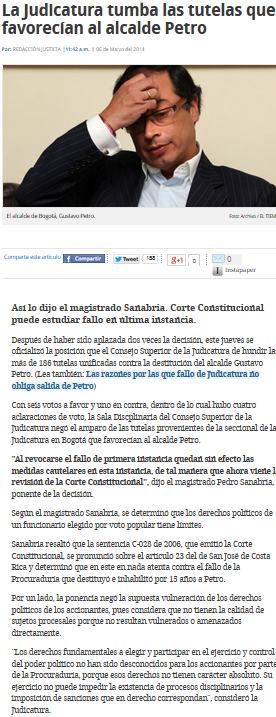 La Judicatura tumba las tutelas que
favorecían al alcalde Petro
Por: REDACCIÓN JUSTICIA | 11:42 a.m. | 06 de Marzo del 2014
El alcalde de Bogotá, Gustavo Petro.
Foto: Archivo / EL TIEM
Comparte este artículo
f Compartir
Tweet
158
g+1
0
0
Instapaper
Así lo dijo el magistrado Sanabria. Corte Constitucional
puede estudiar fallo en última instancia.
Después de haber sido aplazada dos veces la decisión, este jueves se
oficializó la posición que el Consejo Superior de la Judicatura de hundir la
más de 186 tutelas unificadas contra la destitución del alcalde Gustavo
Petro. (Lea también: Las razones por las que fallo de Judicatura no
obliga salida de Petro)
Con seis votos a favor y uno en contra, dentro de lo cual hubo cuatro
aclaraciones de voto, la Sala Discplinaria del Consejo Superior de la
Judicatura negó el amparo de las tutelas provenientes de la seccional de la
Judicatura en Bogotá que favorecían al alcalde Petro.
"Al revocarse el fallo de primera instancia quedan sin efecto las
medidas cautelares en esta instancia, de tal manera que ahora viene l
revisión de la Corte Constitucional", dijo el magistrado Pedro Sanabria,
ponente de la decisión.
Según el magistrado Sanabria, se determinó que los derechos políticos de
un funcionario elegido por voto popular tiene límites.
Sanabria resaltó que la sentencia C-028 de 2006, que emitió la Corte
Constitucional, se pronunció sobre el artículo 23 del de San José de Costa
Rica y determinó que en este en nada atenta contra el fallo de la
Procuraduría que destituyó e inhabilitó por 15 años a Petro.
Por un lado, la ponencia negó la supuesta vulneración de los derechos
políticos de los accionantes, pues considera que no tienen la calidad de
sujetos procesales porque no resultan vulnerados o amenazados
directamente.
"Los derechos fundamentales a elegir y participar en el ejercicio y control
del poder político no han sido desconocidos para los accionantes por parte
de la Procuraduría, porque esos derechos no tienen carácter absoluto. Su
ejercicio no puede impedir la existencia de procesos disciplinarios y la
imposición de sanciones que en derecho correspondan", consideró la
Judicatura.